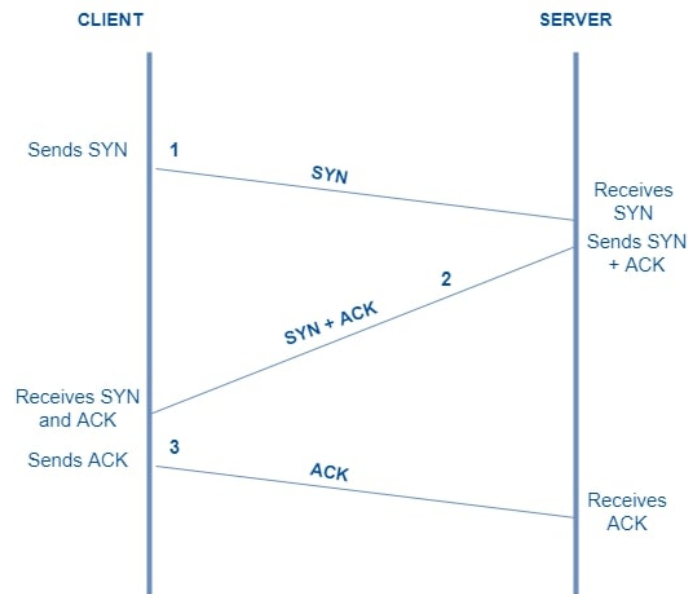 CLIENT
SERVER
Sends SYN
1
SYN
Receives
SYN
Sends SYN
+ ACK
2
SYN + ACK
Receives SYN
and ACK
3
Sends ACK
ACK
Receives
ACK